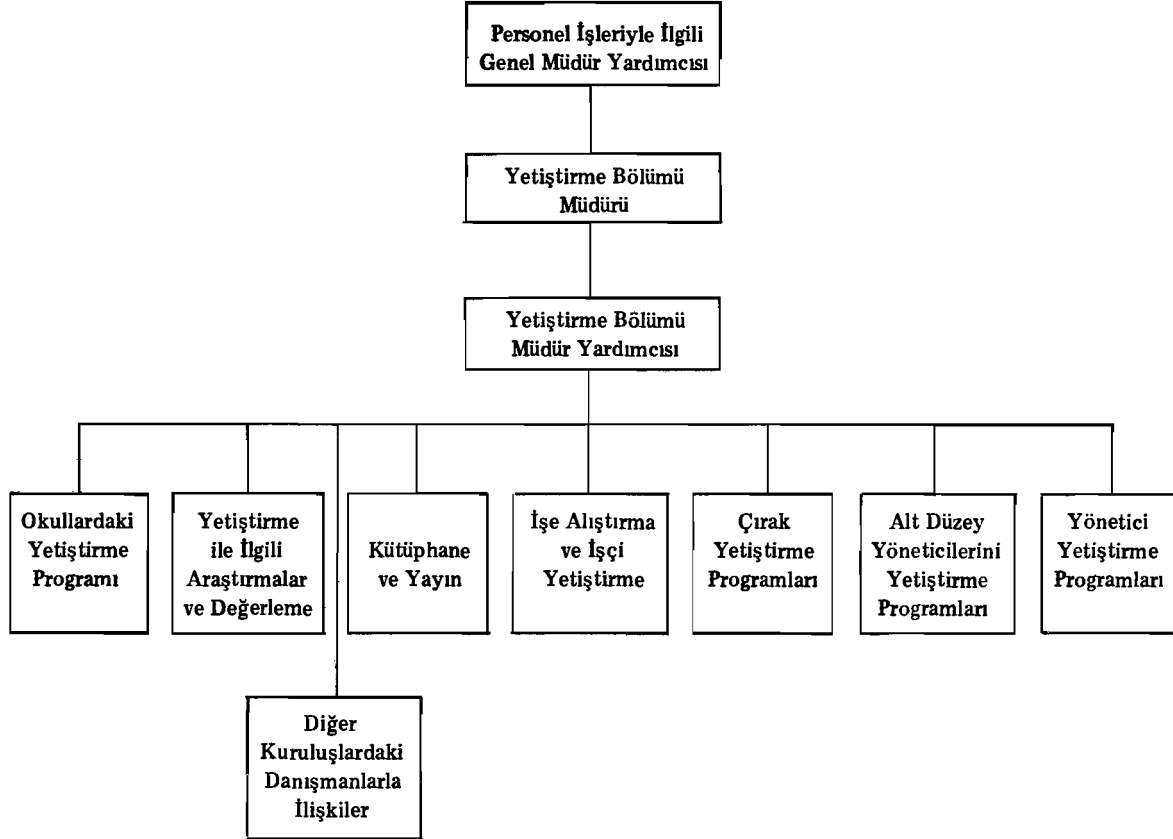 Personel İşleriyle İlgili
Genel Müdür Yardımcısı
Yetiştirme Bölümü
Müdürü
Yetiştirme Bölümü
Müdür Yardımcısı
Okullardaki
Yetiştirme
Programı
Yetiştirme
ile İlgili
Araştırmalar
ve Değerleme
Kütüphane
ve Yayın
İşe Alıştırma
ve İşçi
Yetiştirme
Çırak
Yetiştirme
Programları
Alt Düzey
Yöneticilerini
Yetiştirme
Programları
Yönetici
Yetiştirme
Programları
Diğer
Kuruluşlardaki
Danışmanlarla
İlişkiler